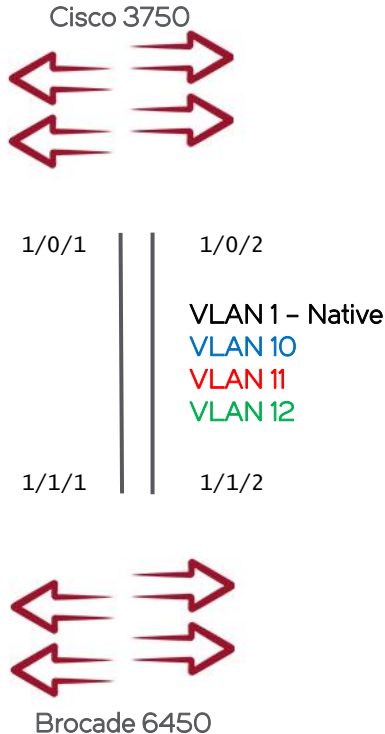 Cisco 3750
1/0/1 1/0/2
VLAN 1 – Native
VLAN 10
VLAN 11
VLAN 12
1/1/1 1/1/2
Brocade 6450